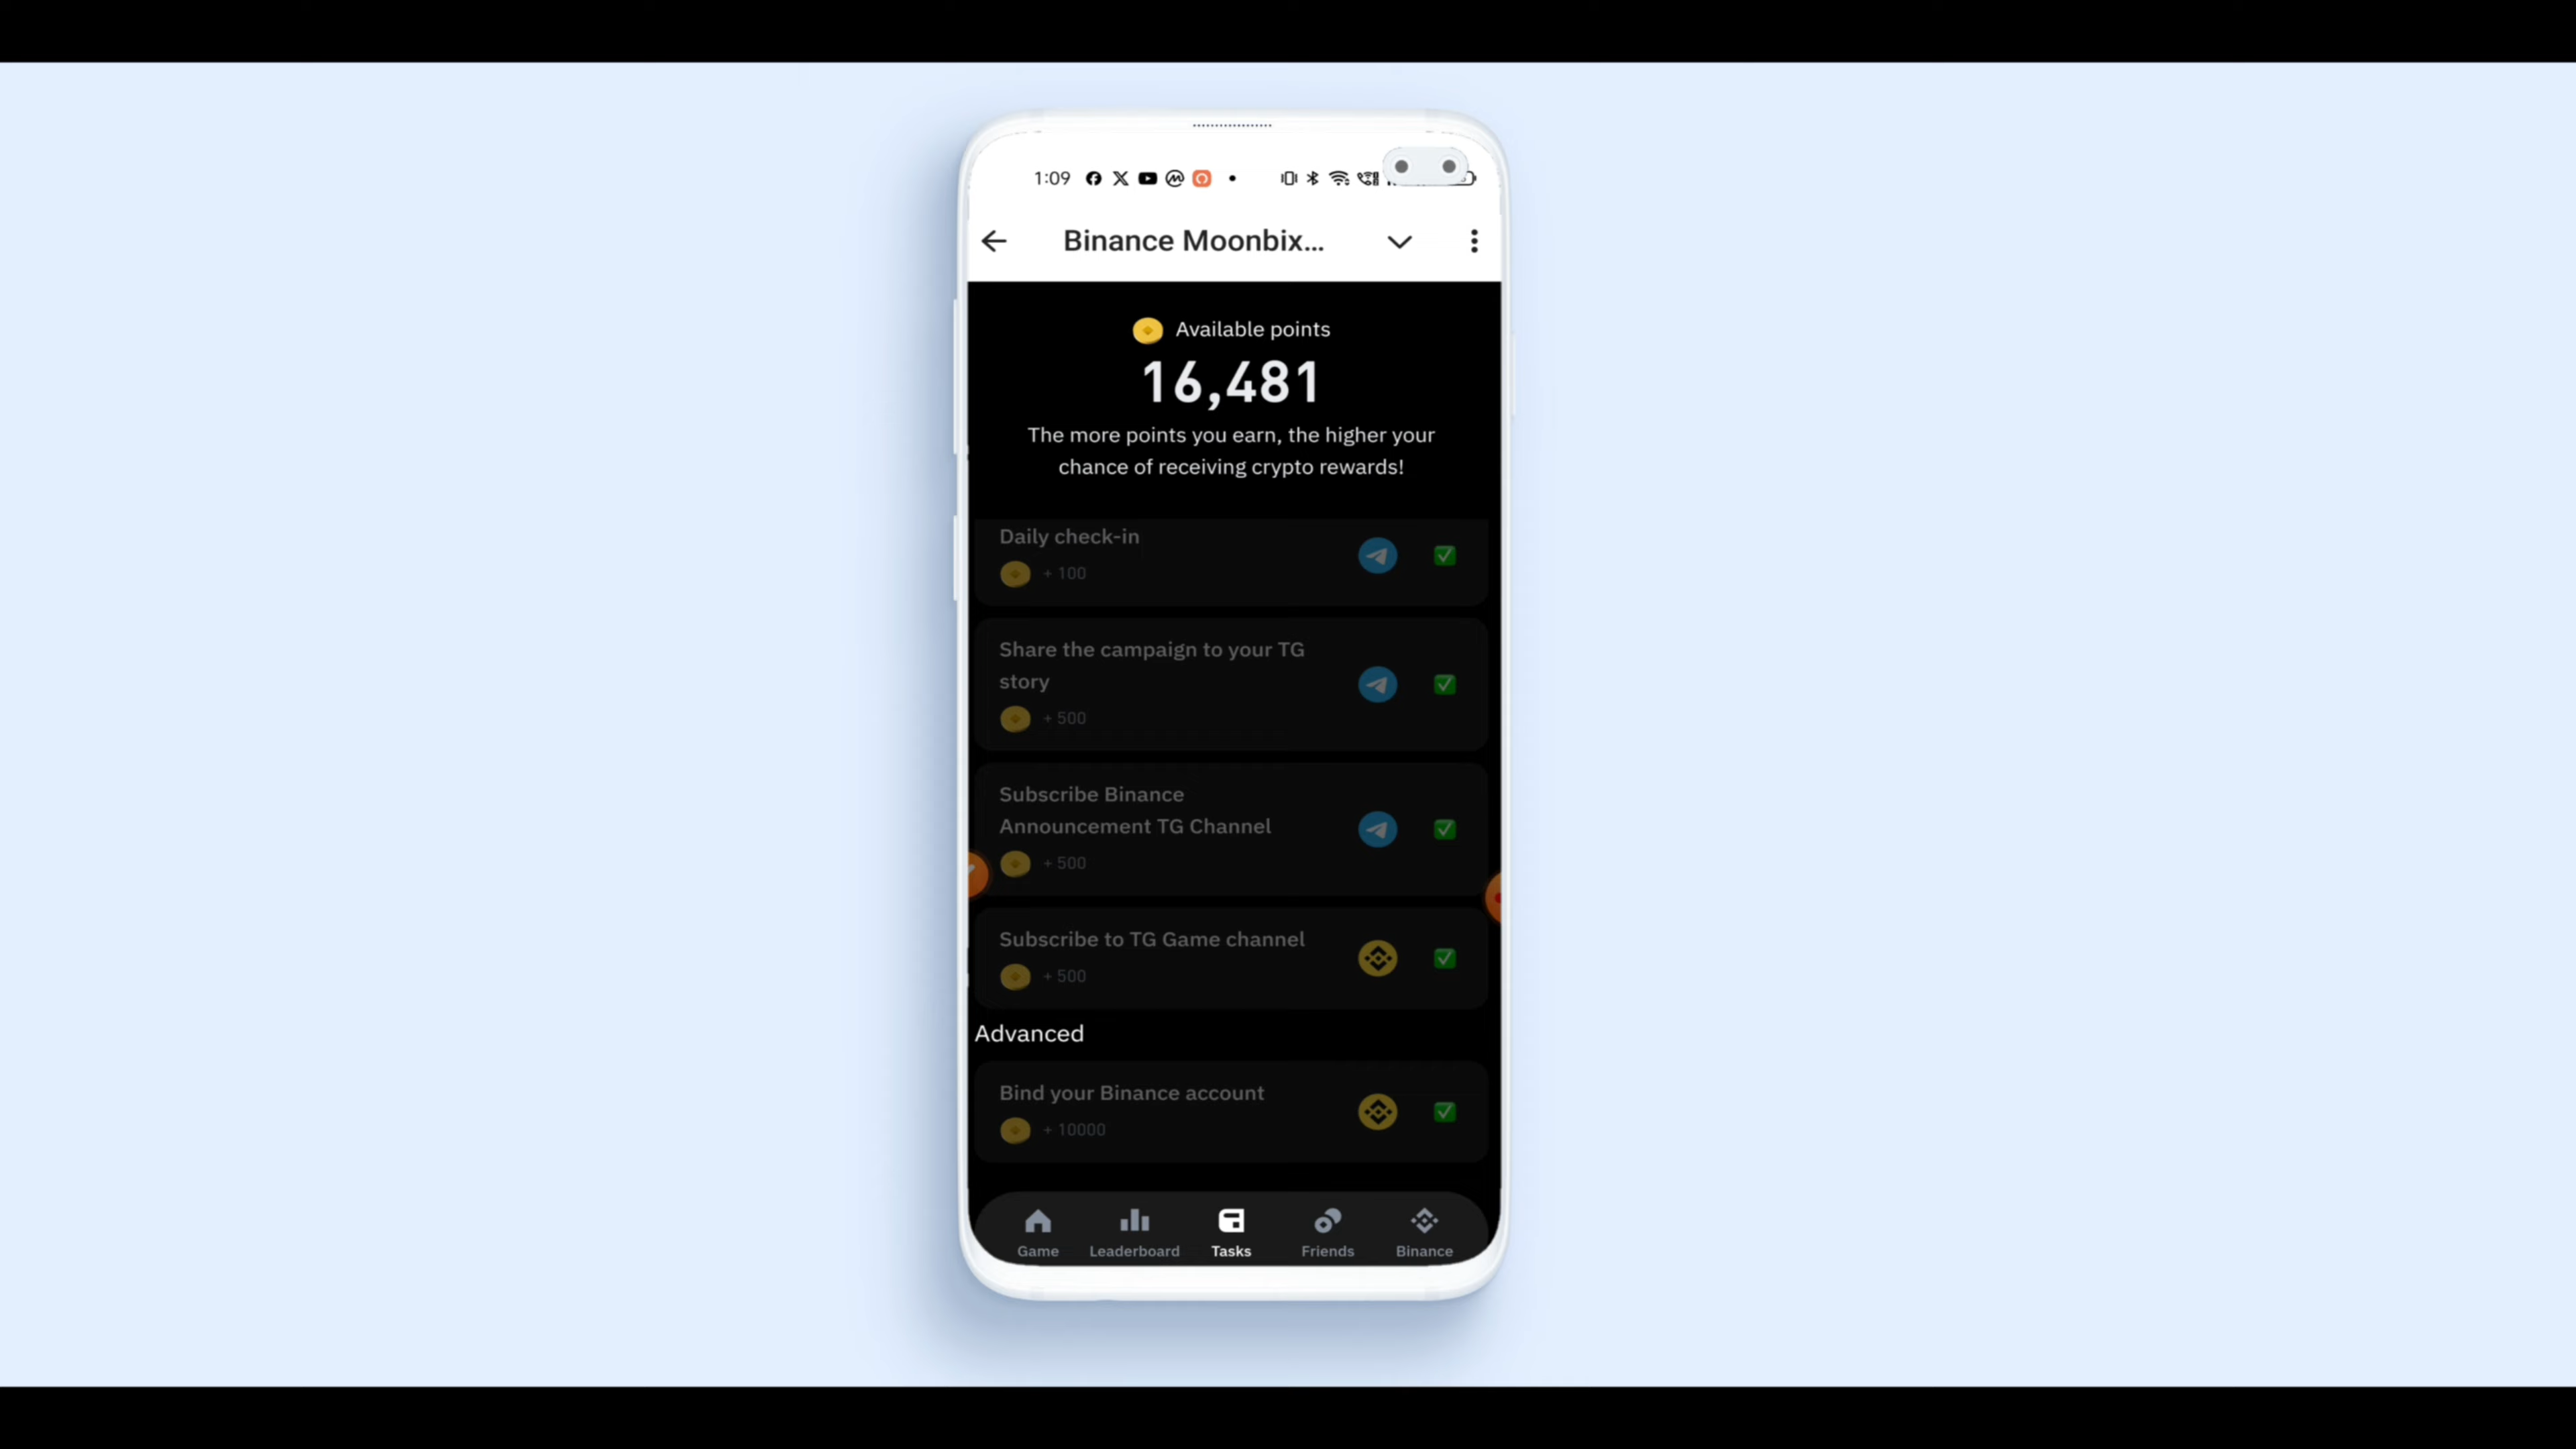 1:09
Binance Moonbix...
Available points
16,481
The more points you earn, the higher your
chance of receiving crypto rewards!
Daily check-in
+ 100
Share the campaign to your TG
story
+ 500
Subscribe Binance
Announcement TG Channel
+ 500
Subscribe to TG Game channel
+ 500
Advanced
Bind your Binance account
+ 10000
Game
Leaderboard
Tasks
Friends
Binance